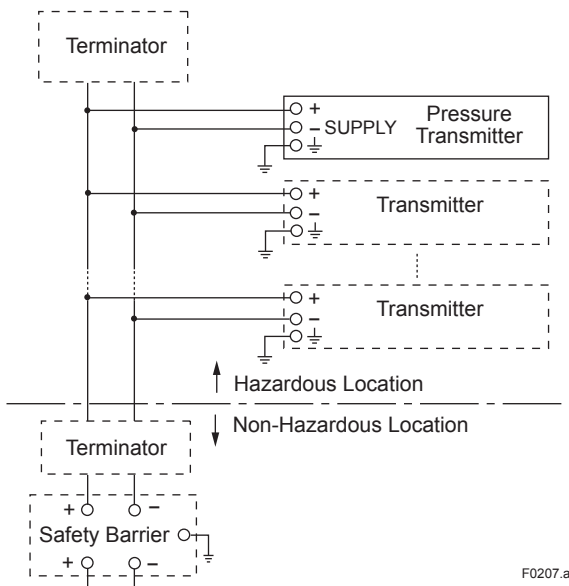 Terminator
+
Pressure
− SUPPLY
Transmitter
+
Transmitter
−
+
Transmitter
−
Hazardous Location
Non-Hazardous Location
Terminator
+ −
Safety Barrier
+ −
F0207.a